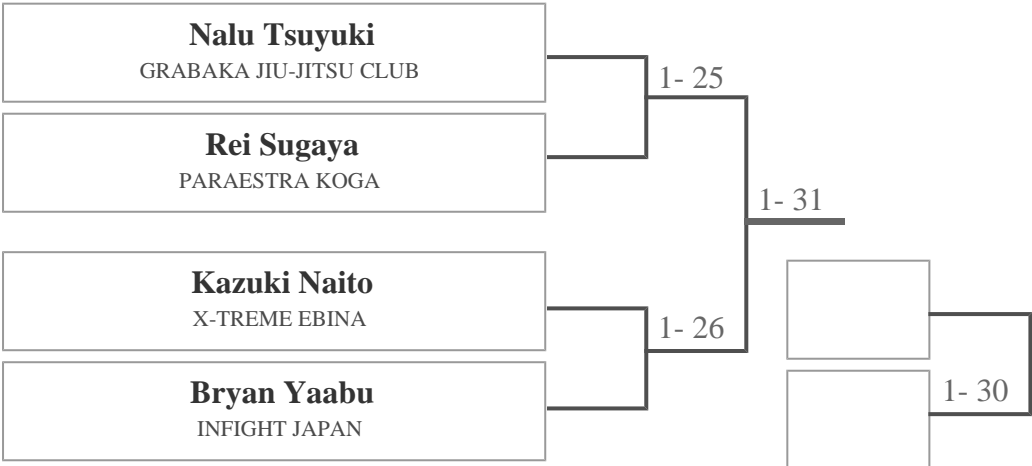 Nalu Tsuyuki
GRABAKA JIU-JITSU CLUB
1- 25
Rei Sugaya
PARAESTRA KOGA
1- 31
Kazuki Naito
X-TREME EBINA
1- 26
Bryan Yaabu
INFIGHT JAPAN
1- 30